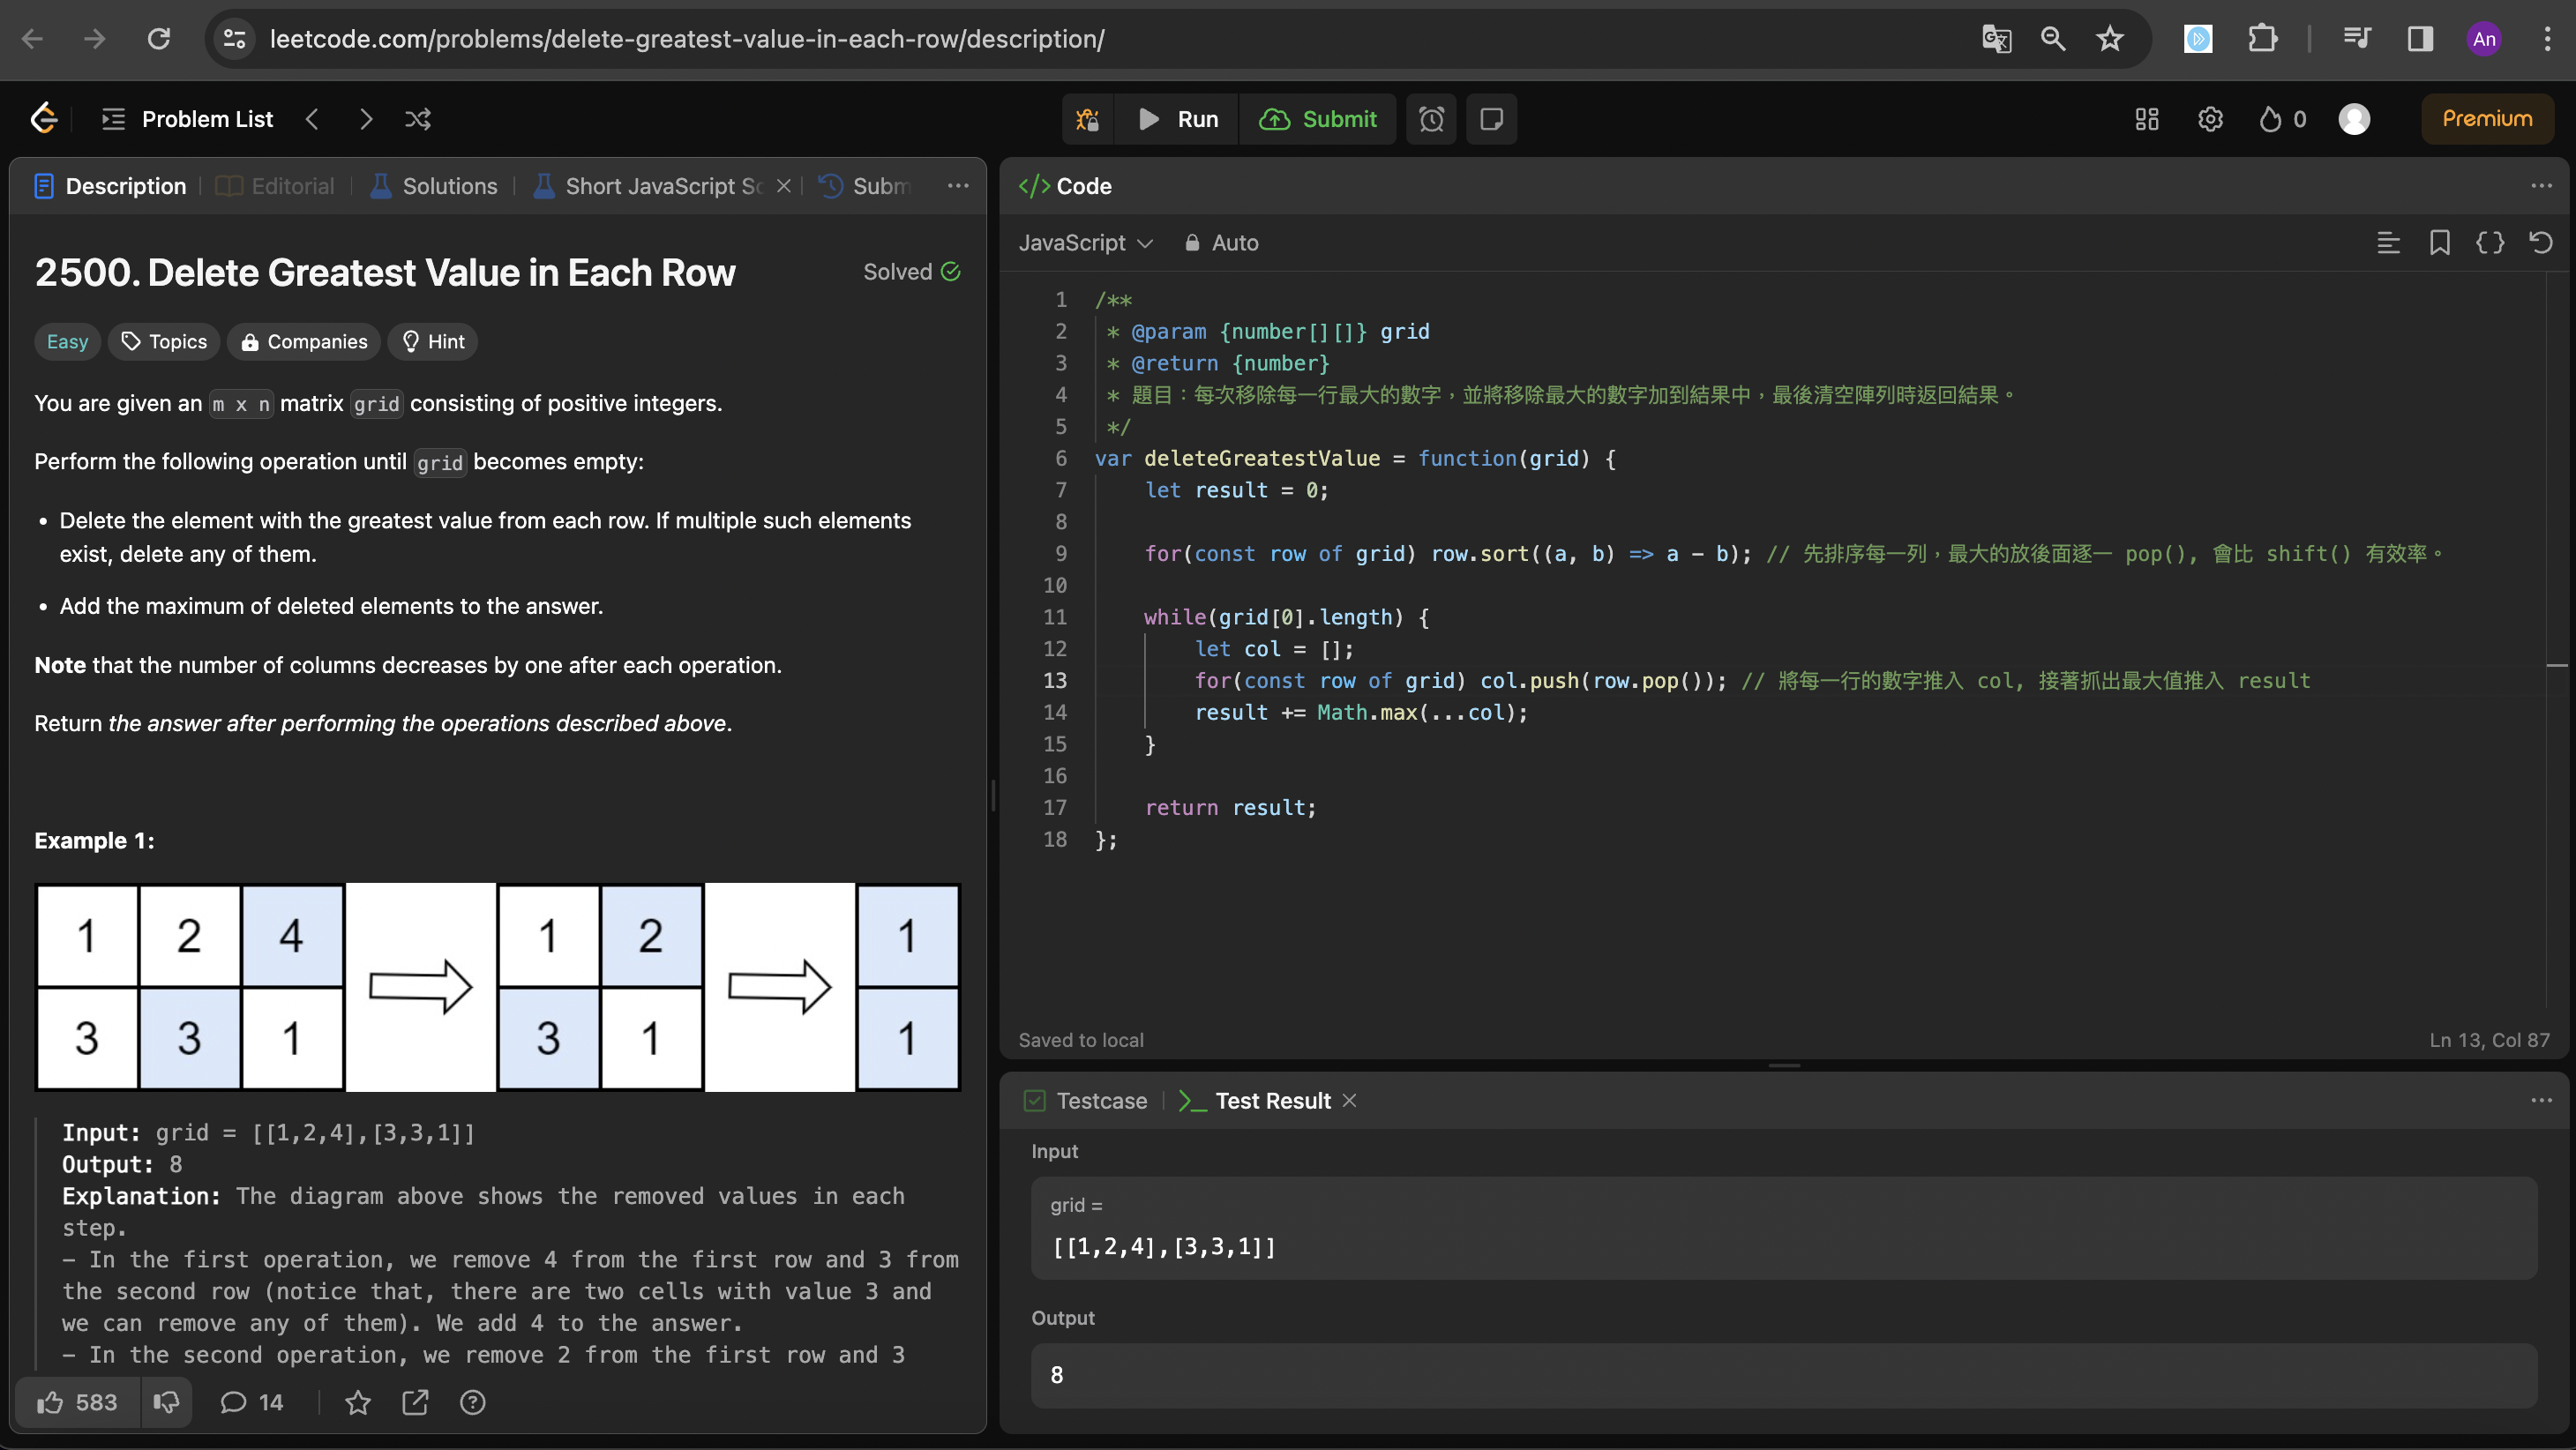 leetcode.com/problems/delete-greatest-value-in-each-row/description/
An
Problem List
Run
Submit
0
Premium
Description
Editorial
Solutions
Short JavaScript Sc
Subm
2500. Delete Greatest Value in Each Row
Solved
Easy
Topics
Companies
Hint
You are given an m x n matrix grid consisting of positive integers.
Perform the following operation until grid becomes empty:
• Delete the element with the greatest value from each row. If multiple such elements
exist, delete any of them.
• Add the maximum of deleted elements to the answer.
Note that the number of columns decreases by one after each operation.
Return the answer after performing the operations described above.
Example 1:
1 2 4 1 2 1
3 3 1 3 1 1
Input: grid = [[1,2,4],[3,3,1]]
Output: 8
Explanation: The diagram above shows the removed values in each
step.
– In the first operation, we remove 4 from the first row and 3 from
the second row (notice that, there are two cells with value 3 and
we can remove any of them). We add 4 to the answer.
– In the second operation, we remove 2 from the first row and 3
583
14
</> Code
JavaScript
Auto
1 /**
2 * @param {number[][]} grid
3 * @return {number}
4 * 題目：每次移除每一行最大的數字，並將移除最大的數字加到結果中，最後清空陣列時返回結果。
5 */
6 var deleteGreatestValue = function(grid) {
7 let result = 0;
8
9 for(const row of grid) row.sort((a, b) => a - b); // 先排序每一列，最大的放後面逐一 pop(), 會比 shift() 有效率。
10
11 while(grid[0].length) {
12 let col = [];
13 for(const row of grid) col.push(row.pop()); // 將每一行的數字推入 col, 接著抓出最大值推入 result
14 result += Math.max(...col);
15 }
16
17 return result;
18 };
Saved to local
Ln 13, Col 87
Testcase
Test Result
Input
grid =
[[1,2,4],[3,3,1]]
Output
8